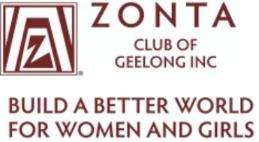 ZONTA
CLUB OF
GEELONG INC
BUILD A BETTER WORLD
FOR WOMEN AND GIRLS